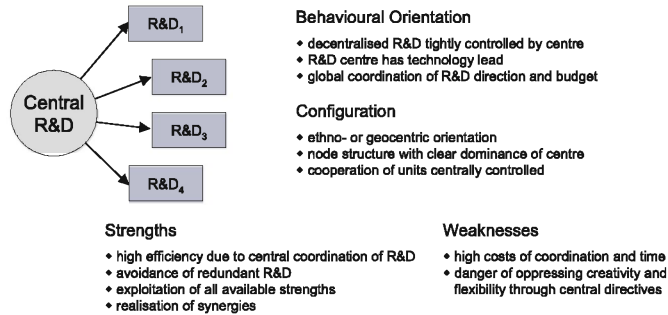 Central
R&D
R&D1
R&D2
R&D3
R&D4
Behavioural Orientation
◆ decentralised R&D tightly controlled by centre
◆ R&D centre has technology lead
◆ global coordination of R&D direction and budget
Configuration
◆ ethno- or geocentric orientation
◆ node structure with clear dominance of centre
◆ cooperation of units centrally controlled
Strengths
◆ high efficiency due to central coordination of R&D
◆ avoidance of redundant R&D
◆ exploitation of all available strengths
◆ realisation of synergies
Weaknesses
◆ high costs of coordination and time
◆ danger of oppressing creativity and
flexibility through central directives